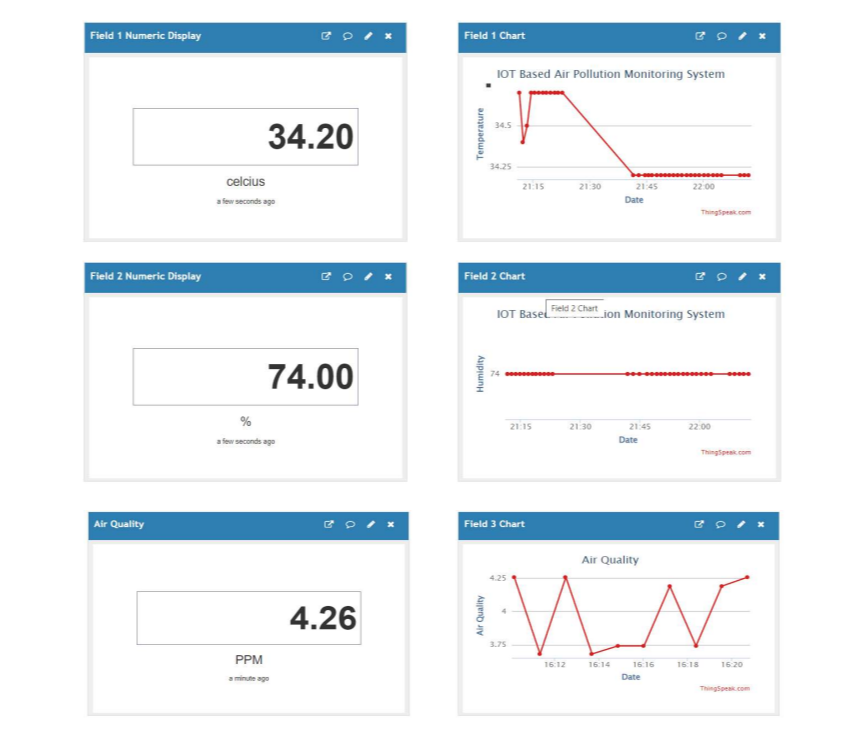 Field 1 Numeric Display
34.20
celcius
a few seconds ago
Field 1 Chart
IOT Based Air Pollution Monitoring System
Temperature
34.5
34.25
21:15 21:30 21:45 22:00
Date
ThingSpeak.com
Field 2 Numeric Display
74.00
%
a few seconds ago
Field 2 Chart
Field 2 Chart
IOT Based Monitoring System
Humidity
74
21:15 21:30 21:45 22:00
Date
ThingSpeak.com
Air Quality
4.26
PPM
a minute ago
Field 3 Chart
Air Quality
Air Quality
4.25
4
3.75
16:12 16:14 16:16 16:18 16:20
Date
ThingSpeak.com